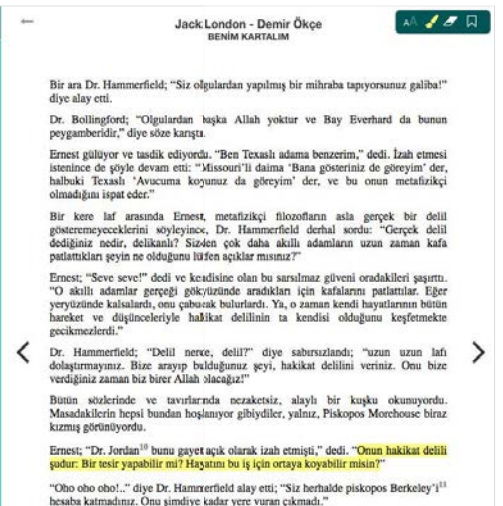 Jack London - Demir Ökçe
BENİM KARTALIM
AA
Bir ara Dr. Hammerfield; “Siz olgulardan yapılmış bir mihraba tapıyorsunuz galiba!”
diye alay etti.
Dr. Bollingford; “Olgulardan başka Allah yoktur ve Bay Everhard da bunun
peygamberidir,” diye söze karıştı.
Ernest gülüyor ve tasdik ediyordu. “Ben Texaslı adama benzerim,” dedi. İzah etmesi
istenince de şöyle devam etti: “Missouri’li daima ‘Bana gösteriniz de göreyim’ der,
halbuki Texaslı ‘Avucuma koyunuz da göreyim’ der, ve bu onun metafizikçi
olmadığını ispat eder.”
Bir kere laf arasında Ernest, metafizikçi filozofların asla gerçek bir delil
gösteremeyeceklerini söyleyince, Dr. Hammerfield derhal sordu: “Gerçek delil
dediğiniz nedir, delikanlı? Sizden çok daha akıllı adamların uzun zaman kafa
patlattıkları şeyin ne olduğunu lütfen açıklar mısınız?”
Ernest; “Seve seve!” dedi ve kendisine olan bu sarsılmaz güveni oradakileri şaşırttı.
“O akıllı adamlar gerçeği gökyüzünde aradıkları için kafalarını patlattılar. Eğer
yeryüzünde kalsalardı, onu çabucak bulurlardı. Ya, o zaman kendi hayatlarının bütün
hareket ve düşünceleriyle hakikat delilinin ta kendisi olduğunu keşfetmekte
gecikmezlerdi.”
Dr. Hammerfield; “Delil nerde, delil?” diye sabırsızlandı; “uzun uzun lafı
dolaştırmayınız. Bize arayıp bulduğunuz şeyi, hakikat delilini veriniz. Onu bize
verdiğiniz zaman biz birer Allah olacağız!”
Bütün sözlerinde ve tavırlarında nezaketsiz, alaylı bir kuşku okunuyordu.
Masadakilerin hepsi bundan hoşlanıyor gibiydiler, yalnız, Piskopos Morehouse biraz
kızmış görünüyordu.
Ernest; “Dr. Jordan¹⁰ bunu gayet açık olarak izah etmişti,” dedi. “Onun hakikat delili
şudur: Bir tesir yapabilir mi? Hayatını bu iş için ortaya koyabilir misin?”
“Oho oho oho!..” diye Dr. Hammerfield alay etti; “Siz herhalde piskopos Berkeley’i¹¹
hesaba katmadınız. Onu şimdiye kadar yere vuran çıkmadı.”